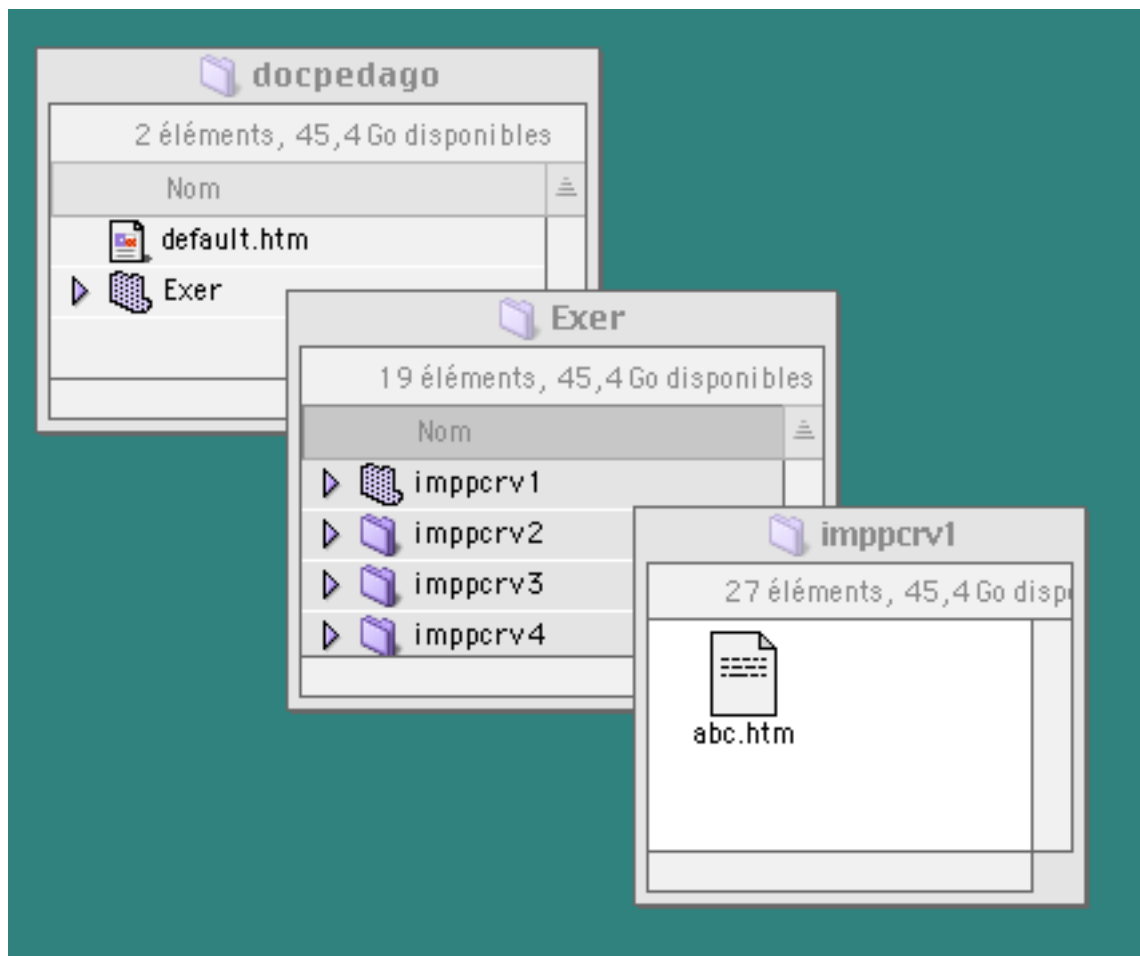 docpedago
2 éléments, 45,4 Go disponibles
Nom
default.htm
Exer
Exer
19 éléments, 45,4 Go disponibles
Nom
imppcrv1
imppcrv2
imppcrv3
imppcrv4
imppcrv1
27 éléments, 45,4 Go disp
abc.htm